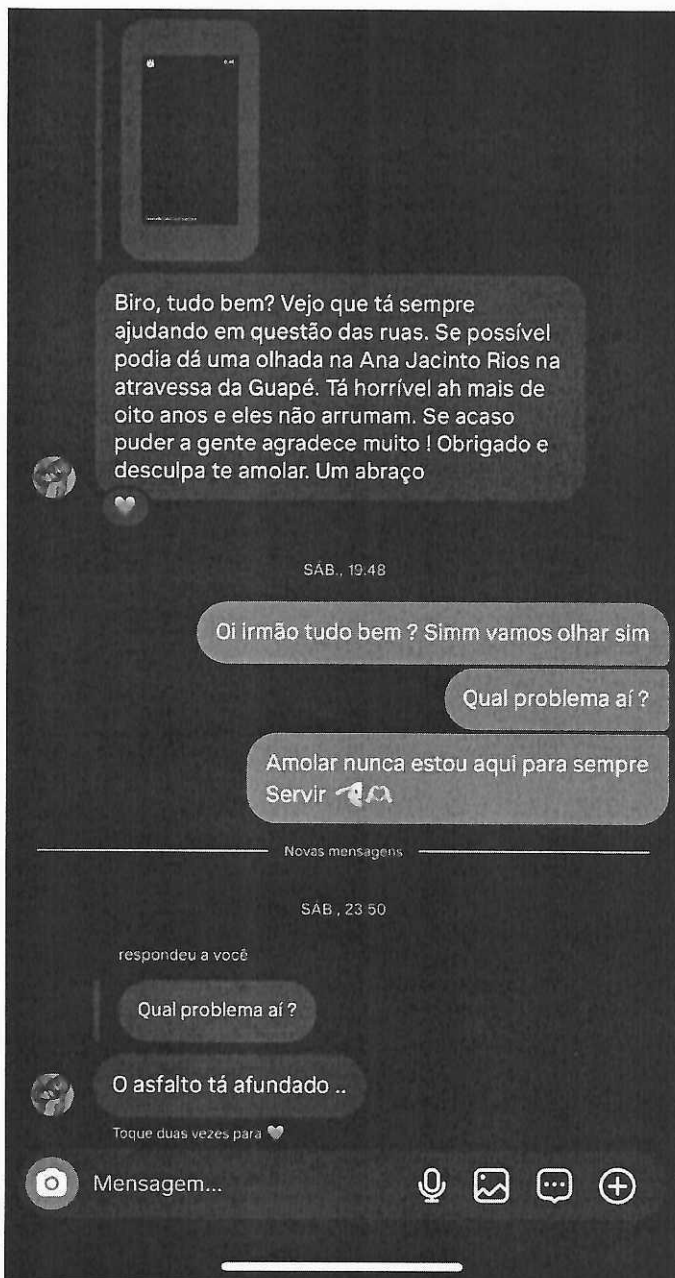 Biro, tudo bem? Vejo que tá sempre
ajudando em questão das ruas. Se possível
podia dá uma olhada na Ana Jacinto Rios na
atravessa da Guapé. Tá horrível ah mais de
oito anos e eles não arrumam. Se acaso
puder a gente agradece muito ! Obrigado e
desculpa te amolar. Um abraço
SÁB., 19:48
Oi irmão tudo bem ? Simm vamos olhar sim
Qual problema aí ?
Amolar nunca estou aqui para sempre
Servir
Novas mensagens
SÁB., 23:50
respondeu a você
Qual problema aí ?
O asfalto tá afundado ..
Toque duas vezes para
Mensagem...